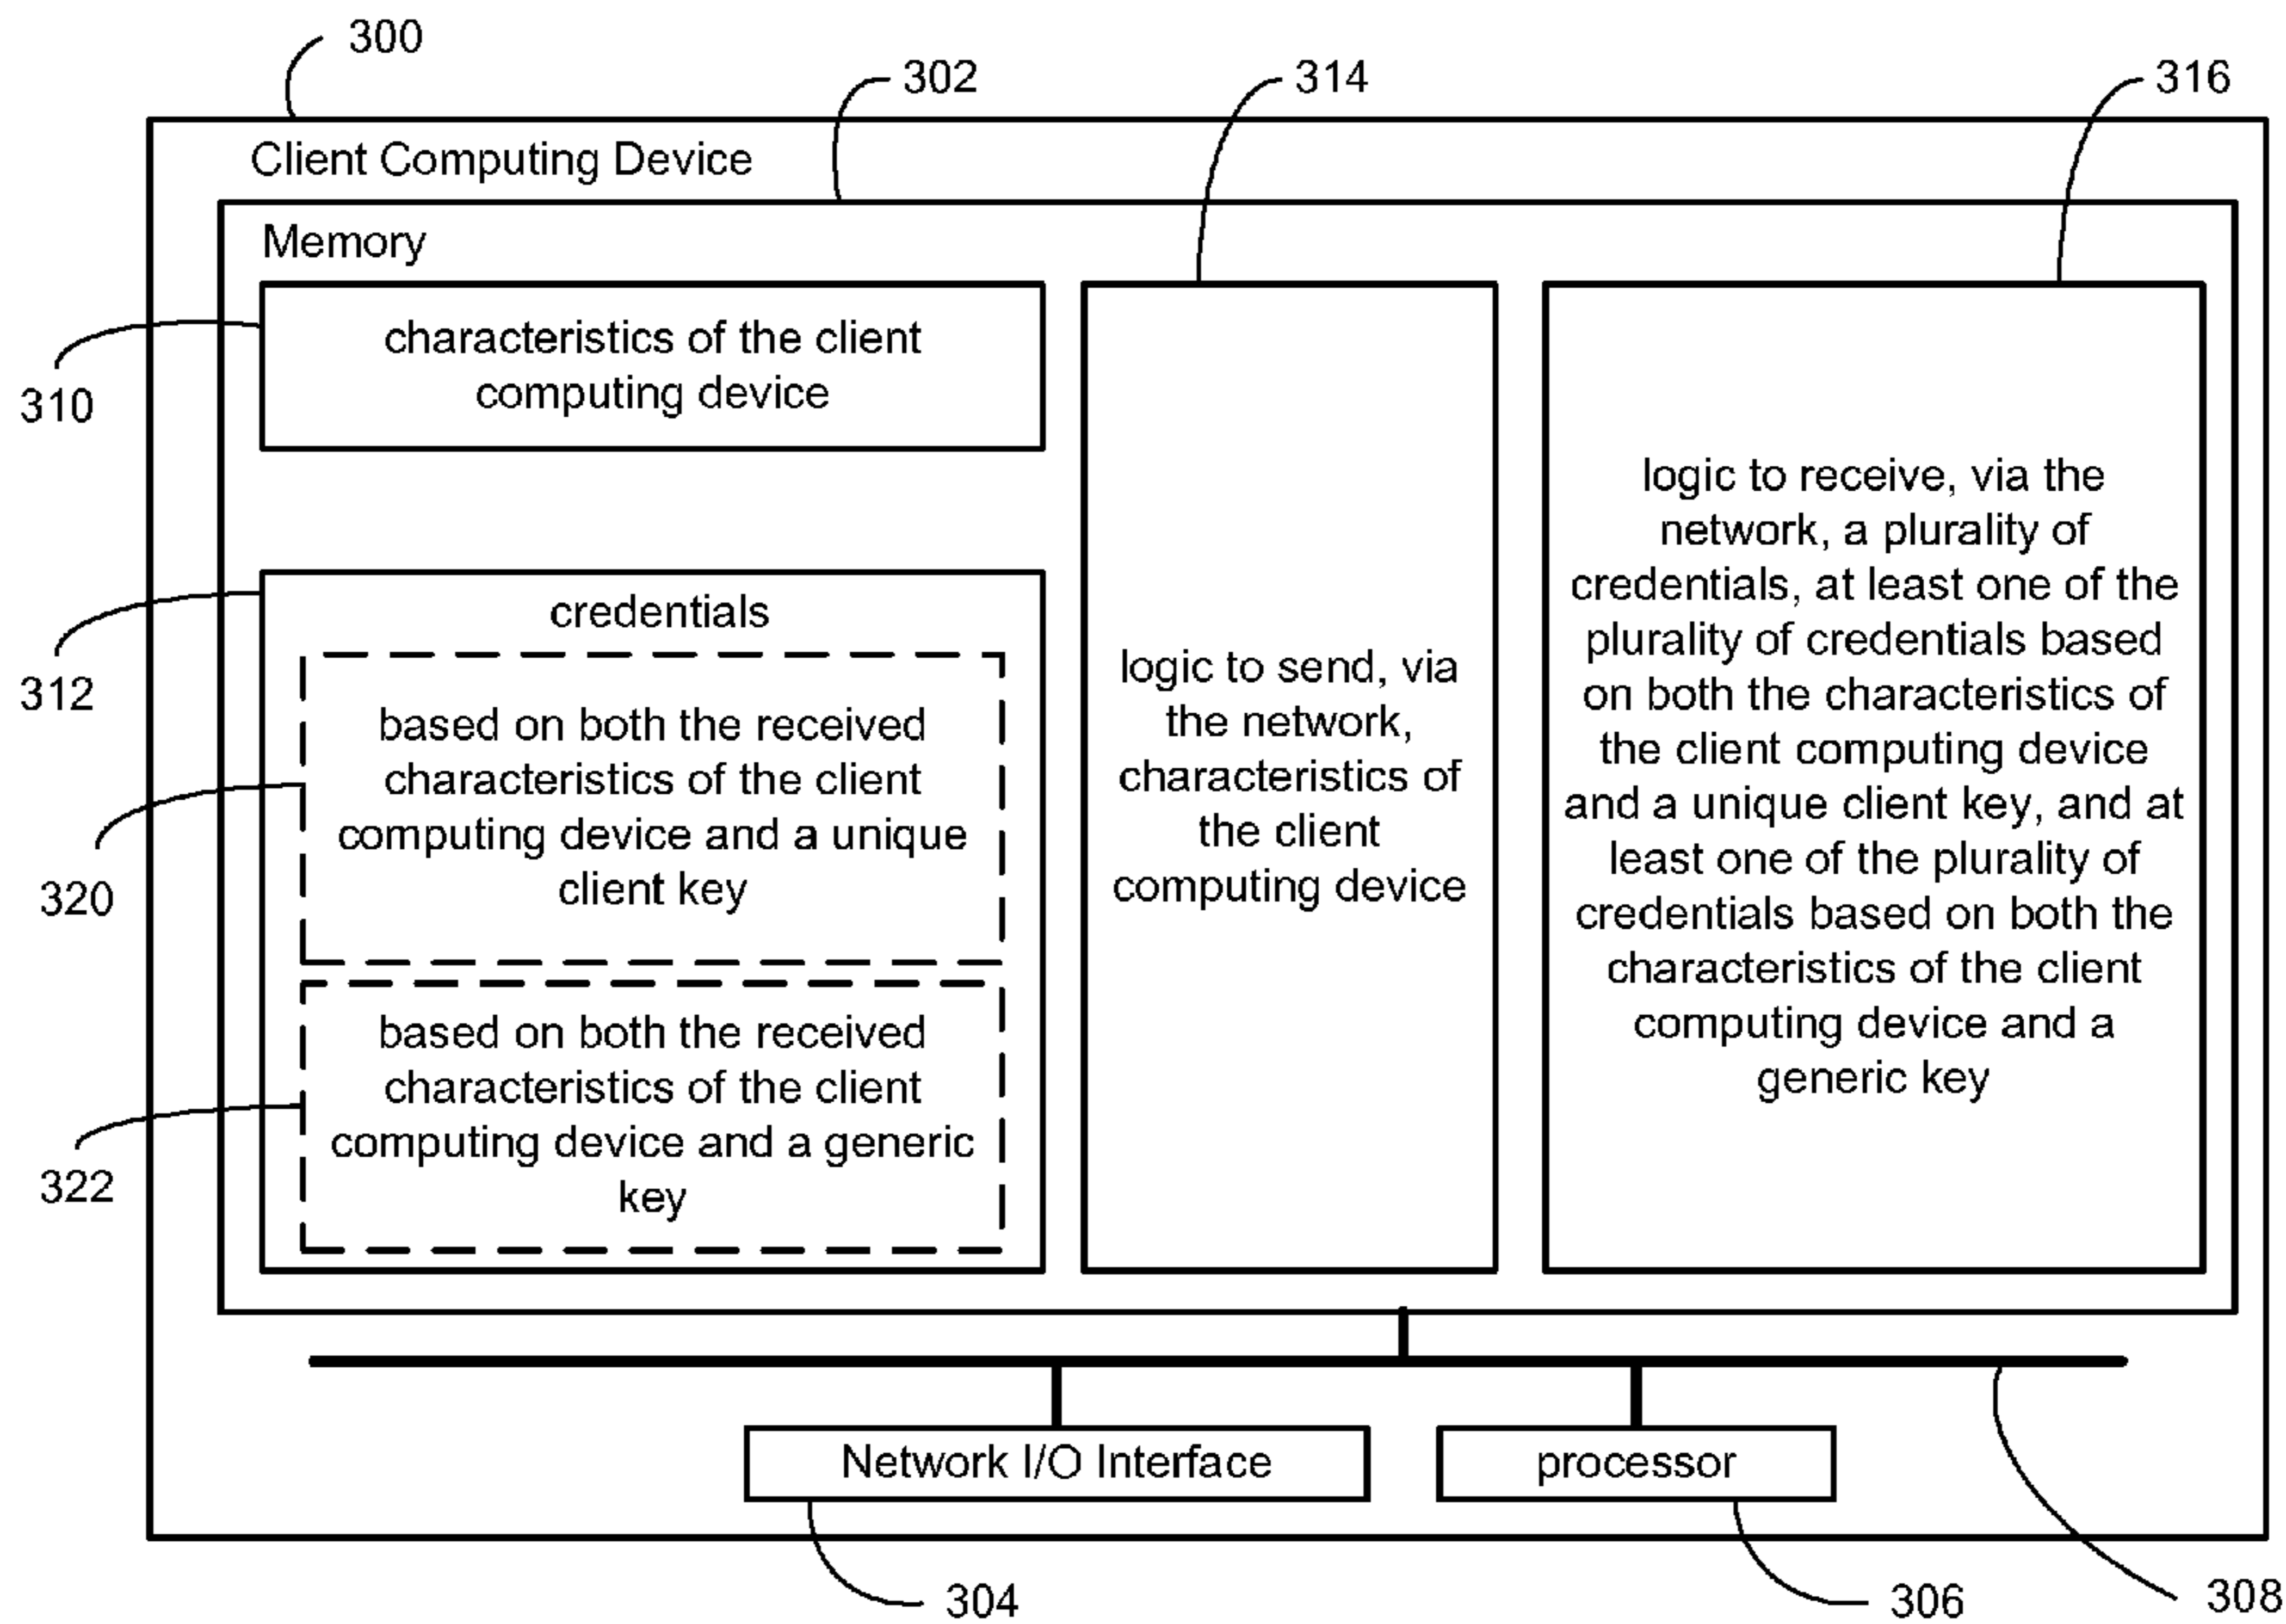 300
302
314
316
Client Computing Device
Memory
characteristics of the client
computing device
310
credentials
312
based on both the received
characteristics of the client
computing device and a unique
client key
320
based on both the received
characteristics of the client
computing device and a generic
key
322
logic to send, via
the network,
characteristics of
the client
computing device
logic to receive, via the
network, a plurality of
credentials, at least one of the
plurality of credentials based
on both the characteristics of
the client computing device
and a unique client key, and at
least one of the plurality of
credentials based on both the
characteristics of the client
computing device and a
generic key
Network I/O Interface
processor
304
306
308